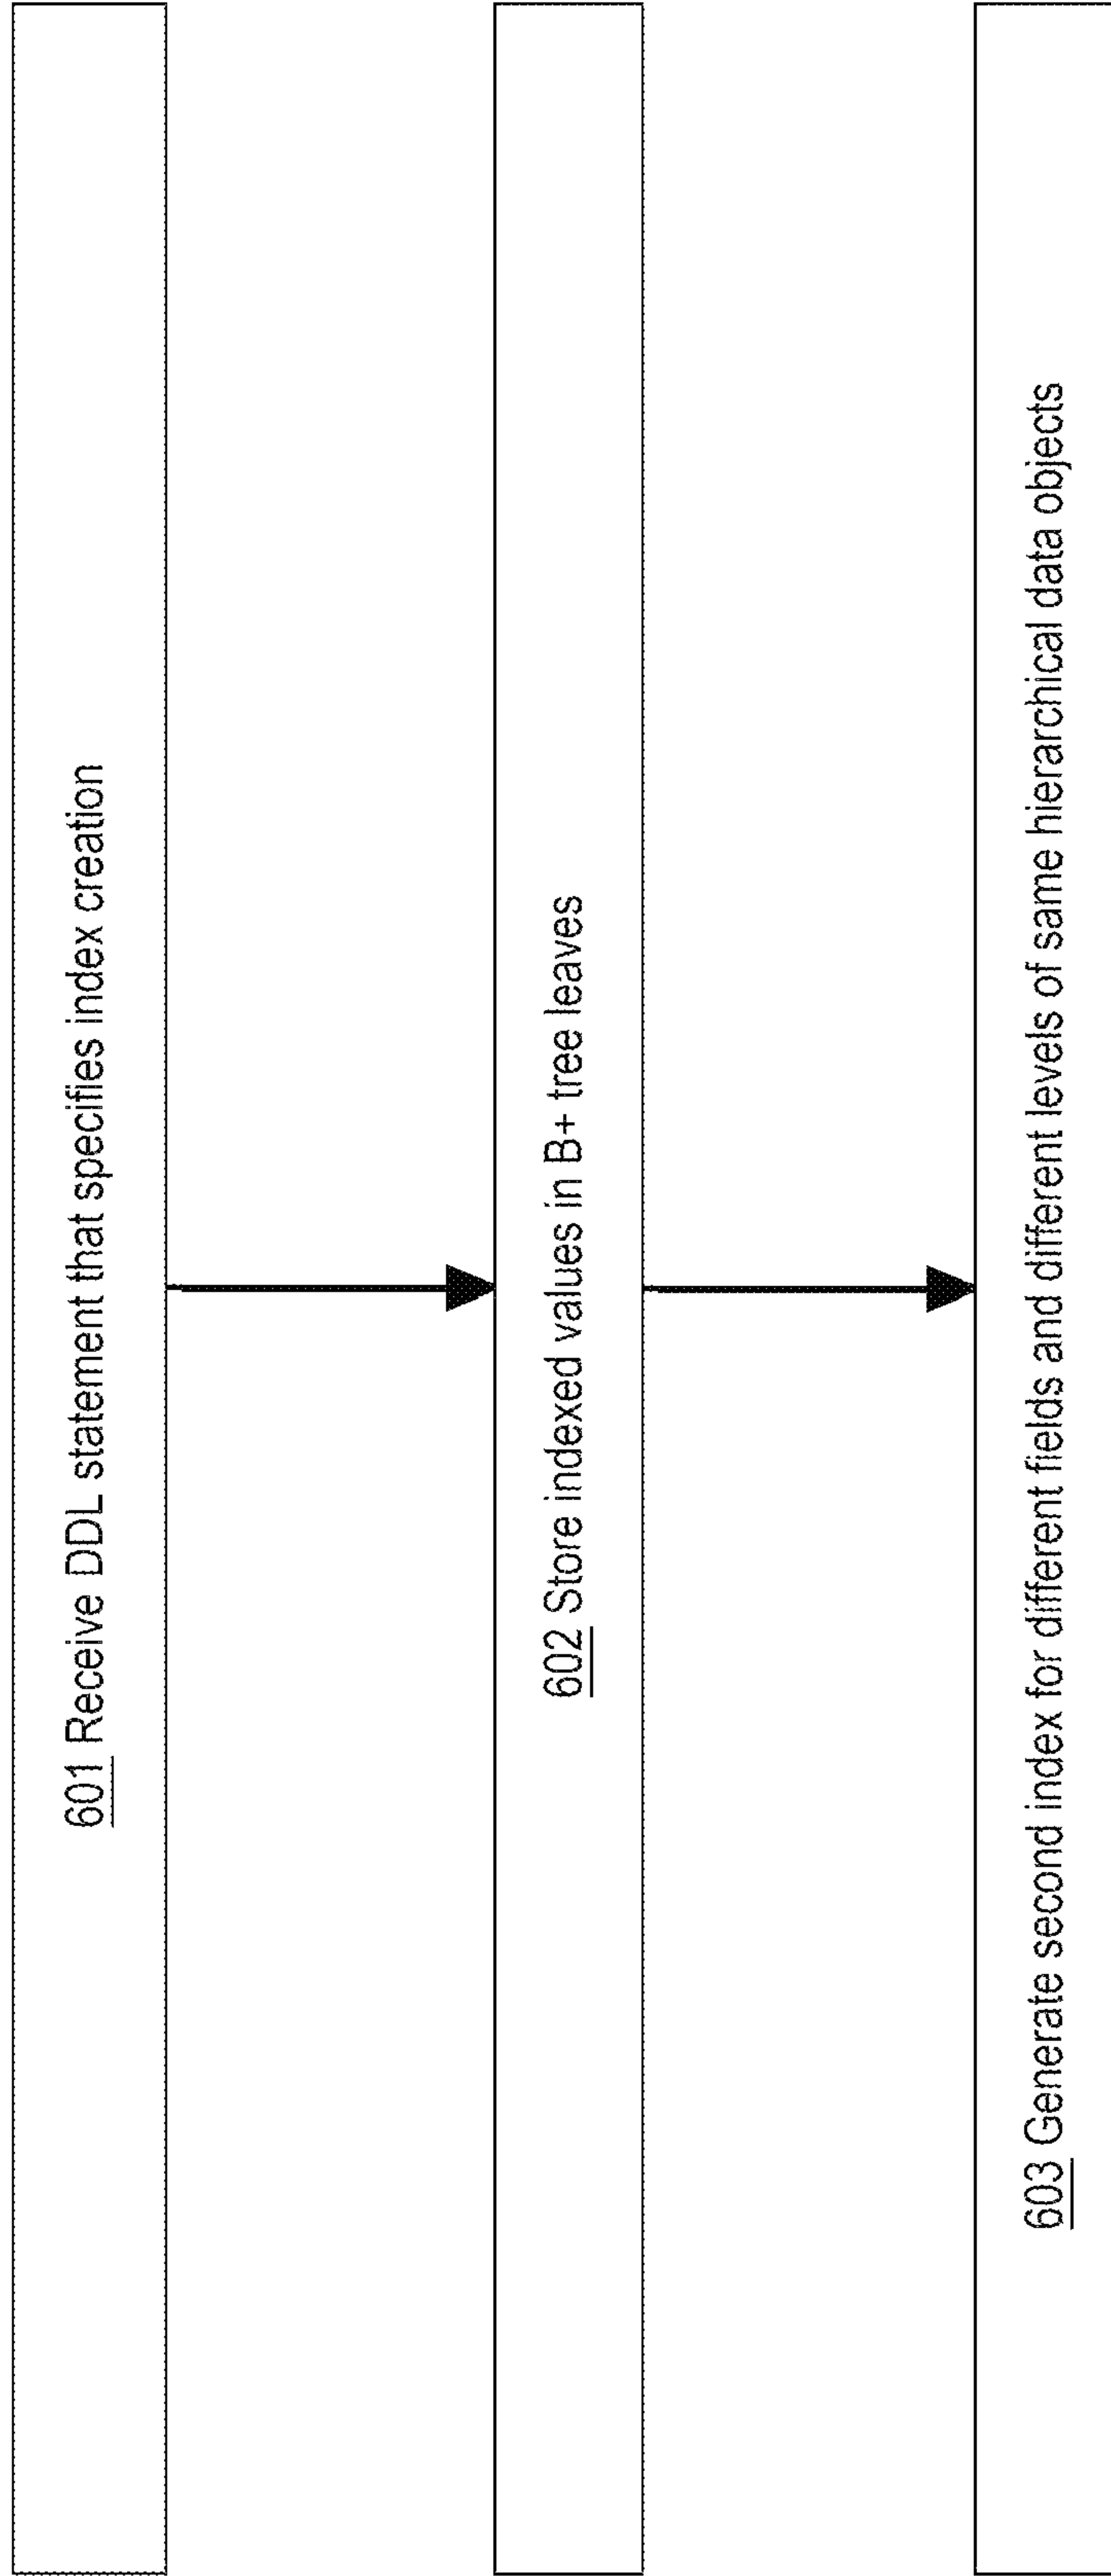 601 Receive DDL statement that specifies index creation
602 Store indexed values in B+ tree leaves
603 Generate second index for different fields and different levels of same hierarchical data objects